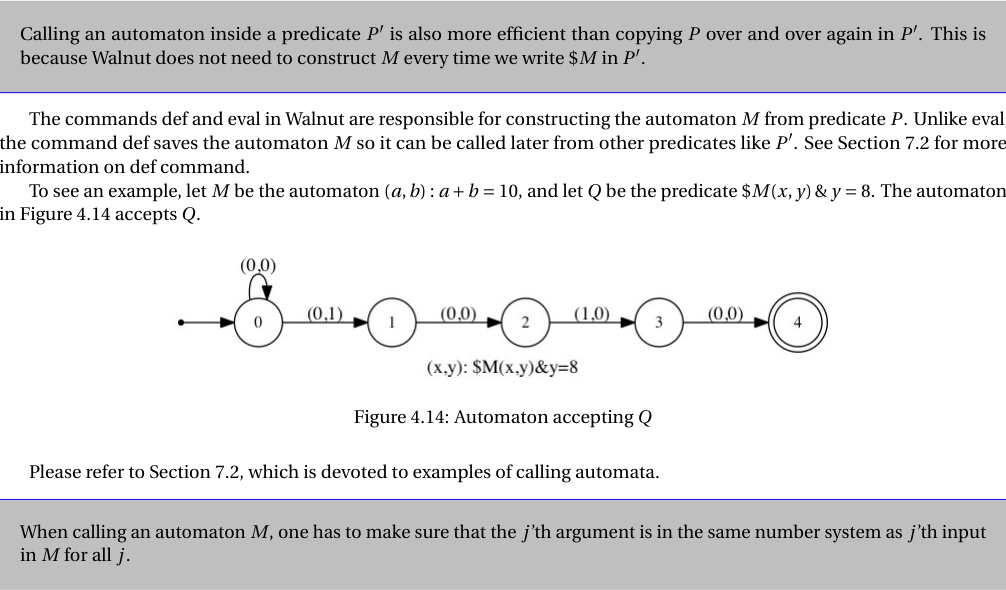 Calling an automaton inside a predicate P′ is also more efficient than copying P over and over again in P′. This is
because Walnut does not need to construct M every time we write $M in P′.
The commands def and eval in Walnut are responsible for constructing the automaton M from predicate P. Unlike eval,
the command def saves the automaton M so it can be called later from other predicates like P′. See Section 7.2 for more
information on def command.
To see an example, let M be the automaton (a, b) : a + b = 10, and let Q be the predicate $M(x, y) & y = 8. The automaton
in Figure 4.14 accepts Q.
(0,0)
0 (0,1) 1 (0,0) 2 (1,0) 3 (0,0) 4
(x,y): $M(x,y)&y=8
Figure 4.14: Automaton accepting Q
Please refer to Section 7.2, which is devoted to examples of calling automata.
When calling an automaton M, one has to make sure that the j'th argument is in the same number system as j'th input
in M for all j.